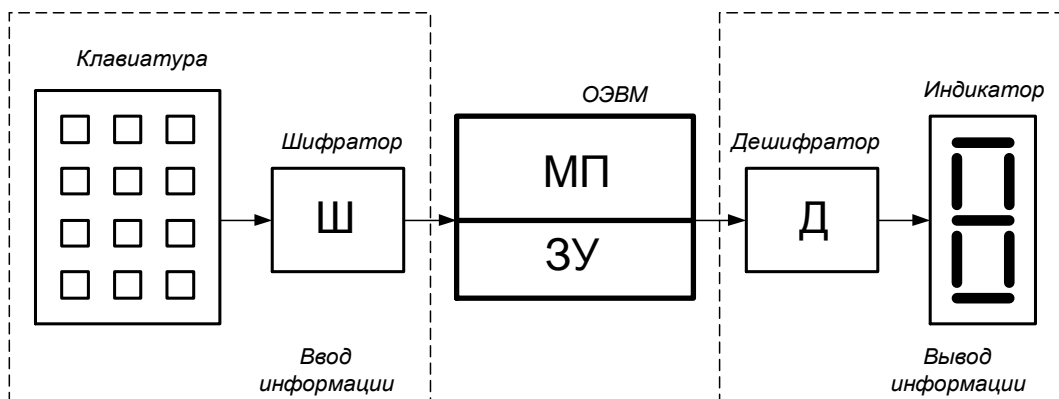 Клавиатура
Шифратор
Ш
Ввод
информации
ОЭВМ
МП
ЗУ
Дешифратор
Д
Индикатор
Вывод
информации